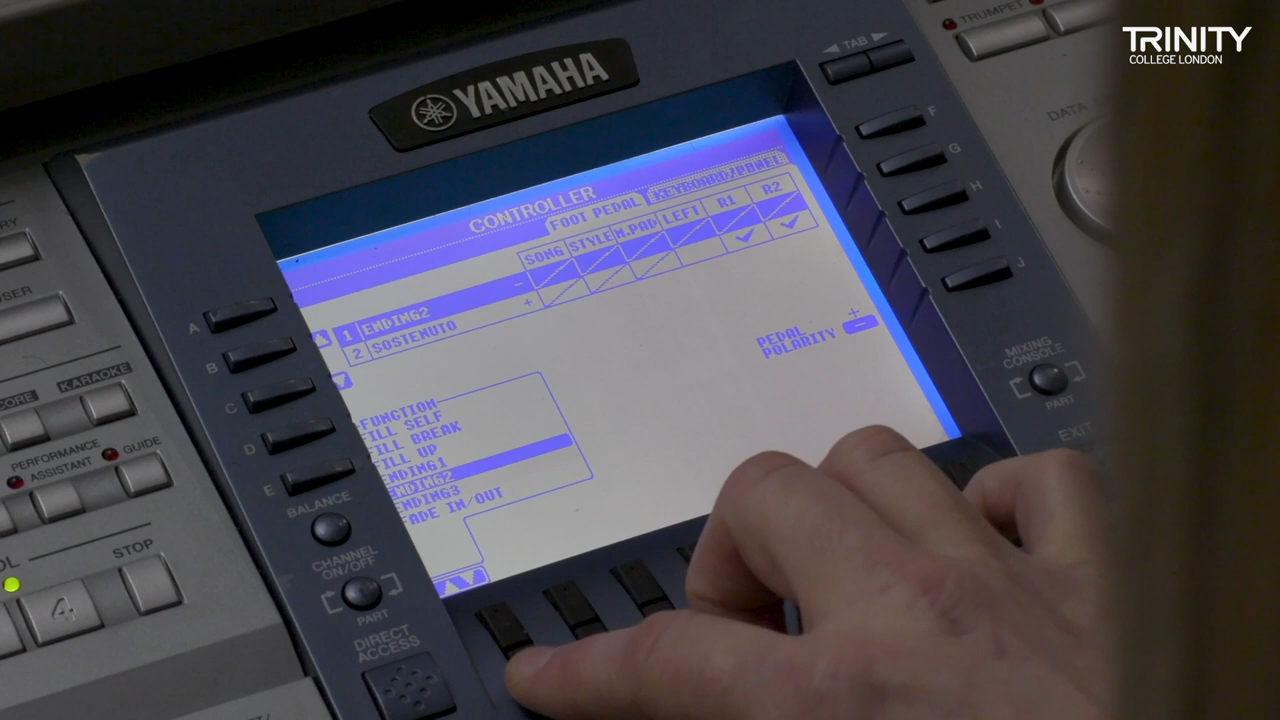 TRINITY
COLLEGE LONDON
YAMAHA
TAB
TRUMPET
DATA
CONTROLLER
FOOT PEDAL
KEYBOARD/PANEL
SONG STYLE M.PAD LEFT R1 R2
1 ENDING2 -
2 SOSTENUTO +
PEDAL
POLARITY
+
-
FUNCTION
FILL SELF
FILL BREAK
FILL UP
ENDING1
ENDING2
ENDING3
FADE IN/OUT
F
G
H
I
J
A
B
C
D
E
BALANCE
CHANNEL
ON/OFF
PART
DIRECT
ACCESS
MIXING
CONSOLE
PART
EXIT
KARAOKE
PERFORMANCE
ASSISTANT
GUIDE
STOP
4